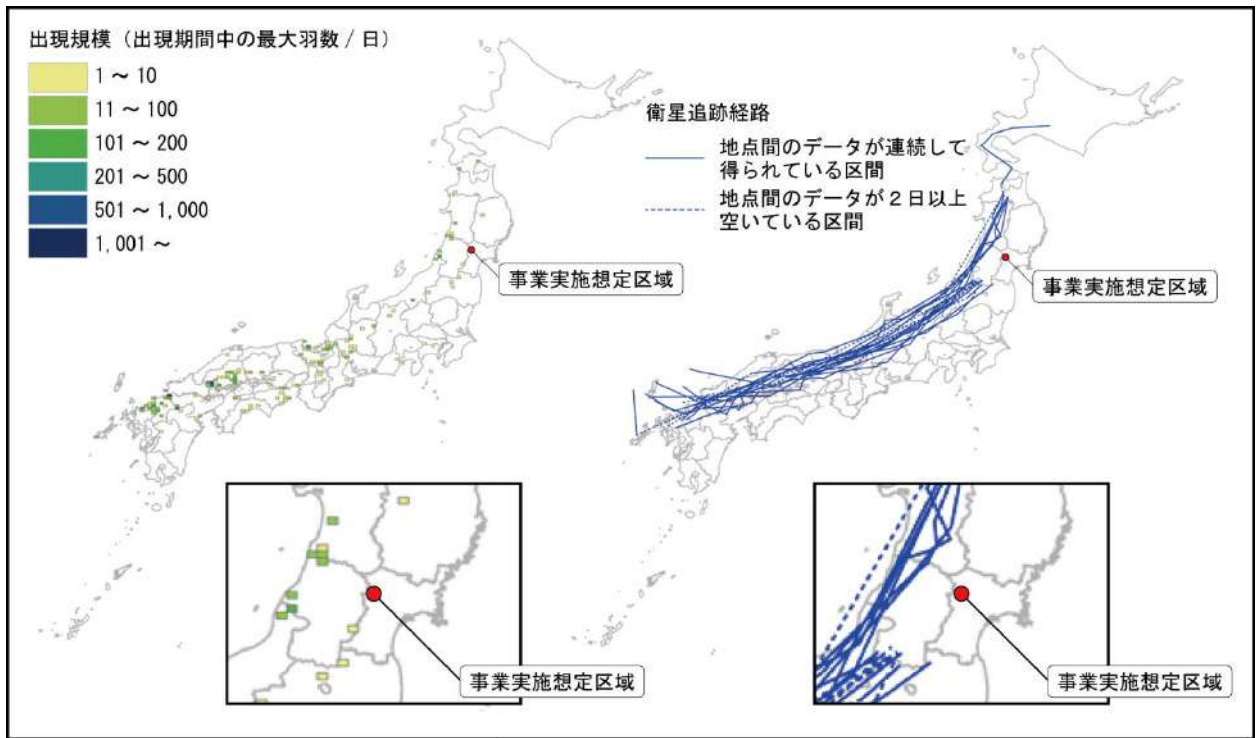 出現規模（出現期間中の最大羽数 / 日）
1 ～ 10
11 ～ 100
101 ～ 200
201 ～ 500
501 ～ 1,000
1,001 ～
事業実施想定区域
衛星追跡経路
地点間のデータが連続して
得られている区間
地点間のデータが２日以上
空いている区間
事業実施想定区域
事業実施想定区域
事業実施想定区域